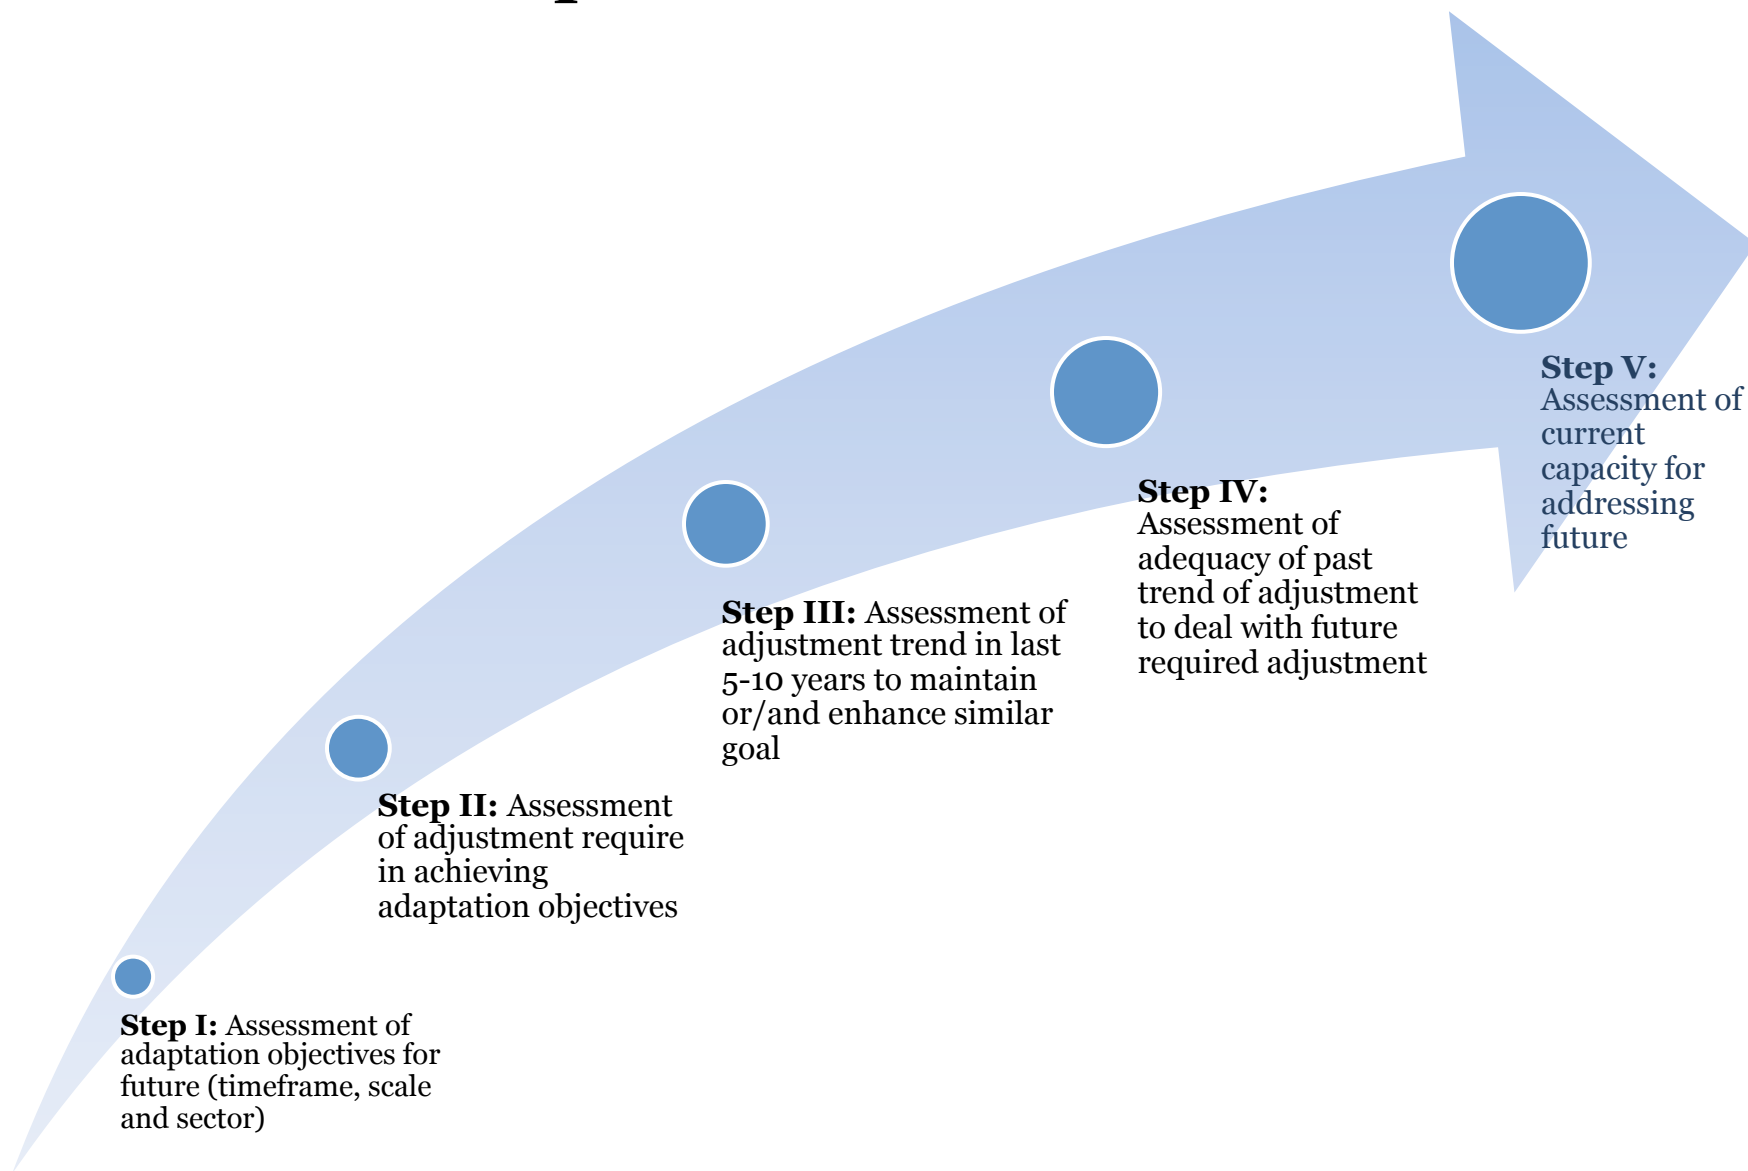 Step I: Assessment of
adaptation objectives for
future (timeframe, scale
and sector)
Step II: Assessment
of adjustment require
in achieving
adaptation objectives
Step III: Assessment of
adjustment trend in last
5-10 years to maintain
or/and enhance similar
goal
Step IV:
Assessment of
adequacy of past
trend of adjustment
to deal with future
required adjustment
Step V:
Assessment of
current
capacity for
addressing
future